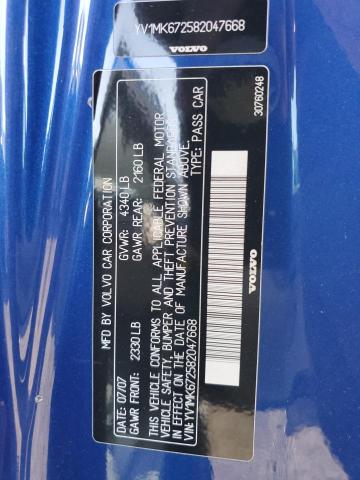 YV1MK672582047668
VOLVO
MFD BY VOLVO CAR CORPORATION
DATE: 07/07 GVWR: 4340 LB
GAWR FRONT: 2330 LB GAWR REAR: 2160 LB
THIS VEHICLE CONFORMS TO ALL APPLICABLE FEDERAL MOTOR
VEHICLE SAFETY, BUMPER AND THEFT PREVENTION STANDARDS
IN EFFECT ON THE DATE OF MANUFACTURE SHOWN ABOVE.
VIN:YV1MK672582047668 TYPE: PASS CAR
VOLVO
30760248